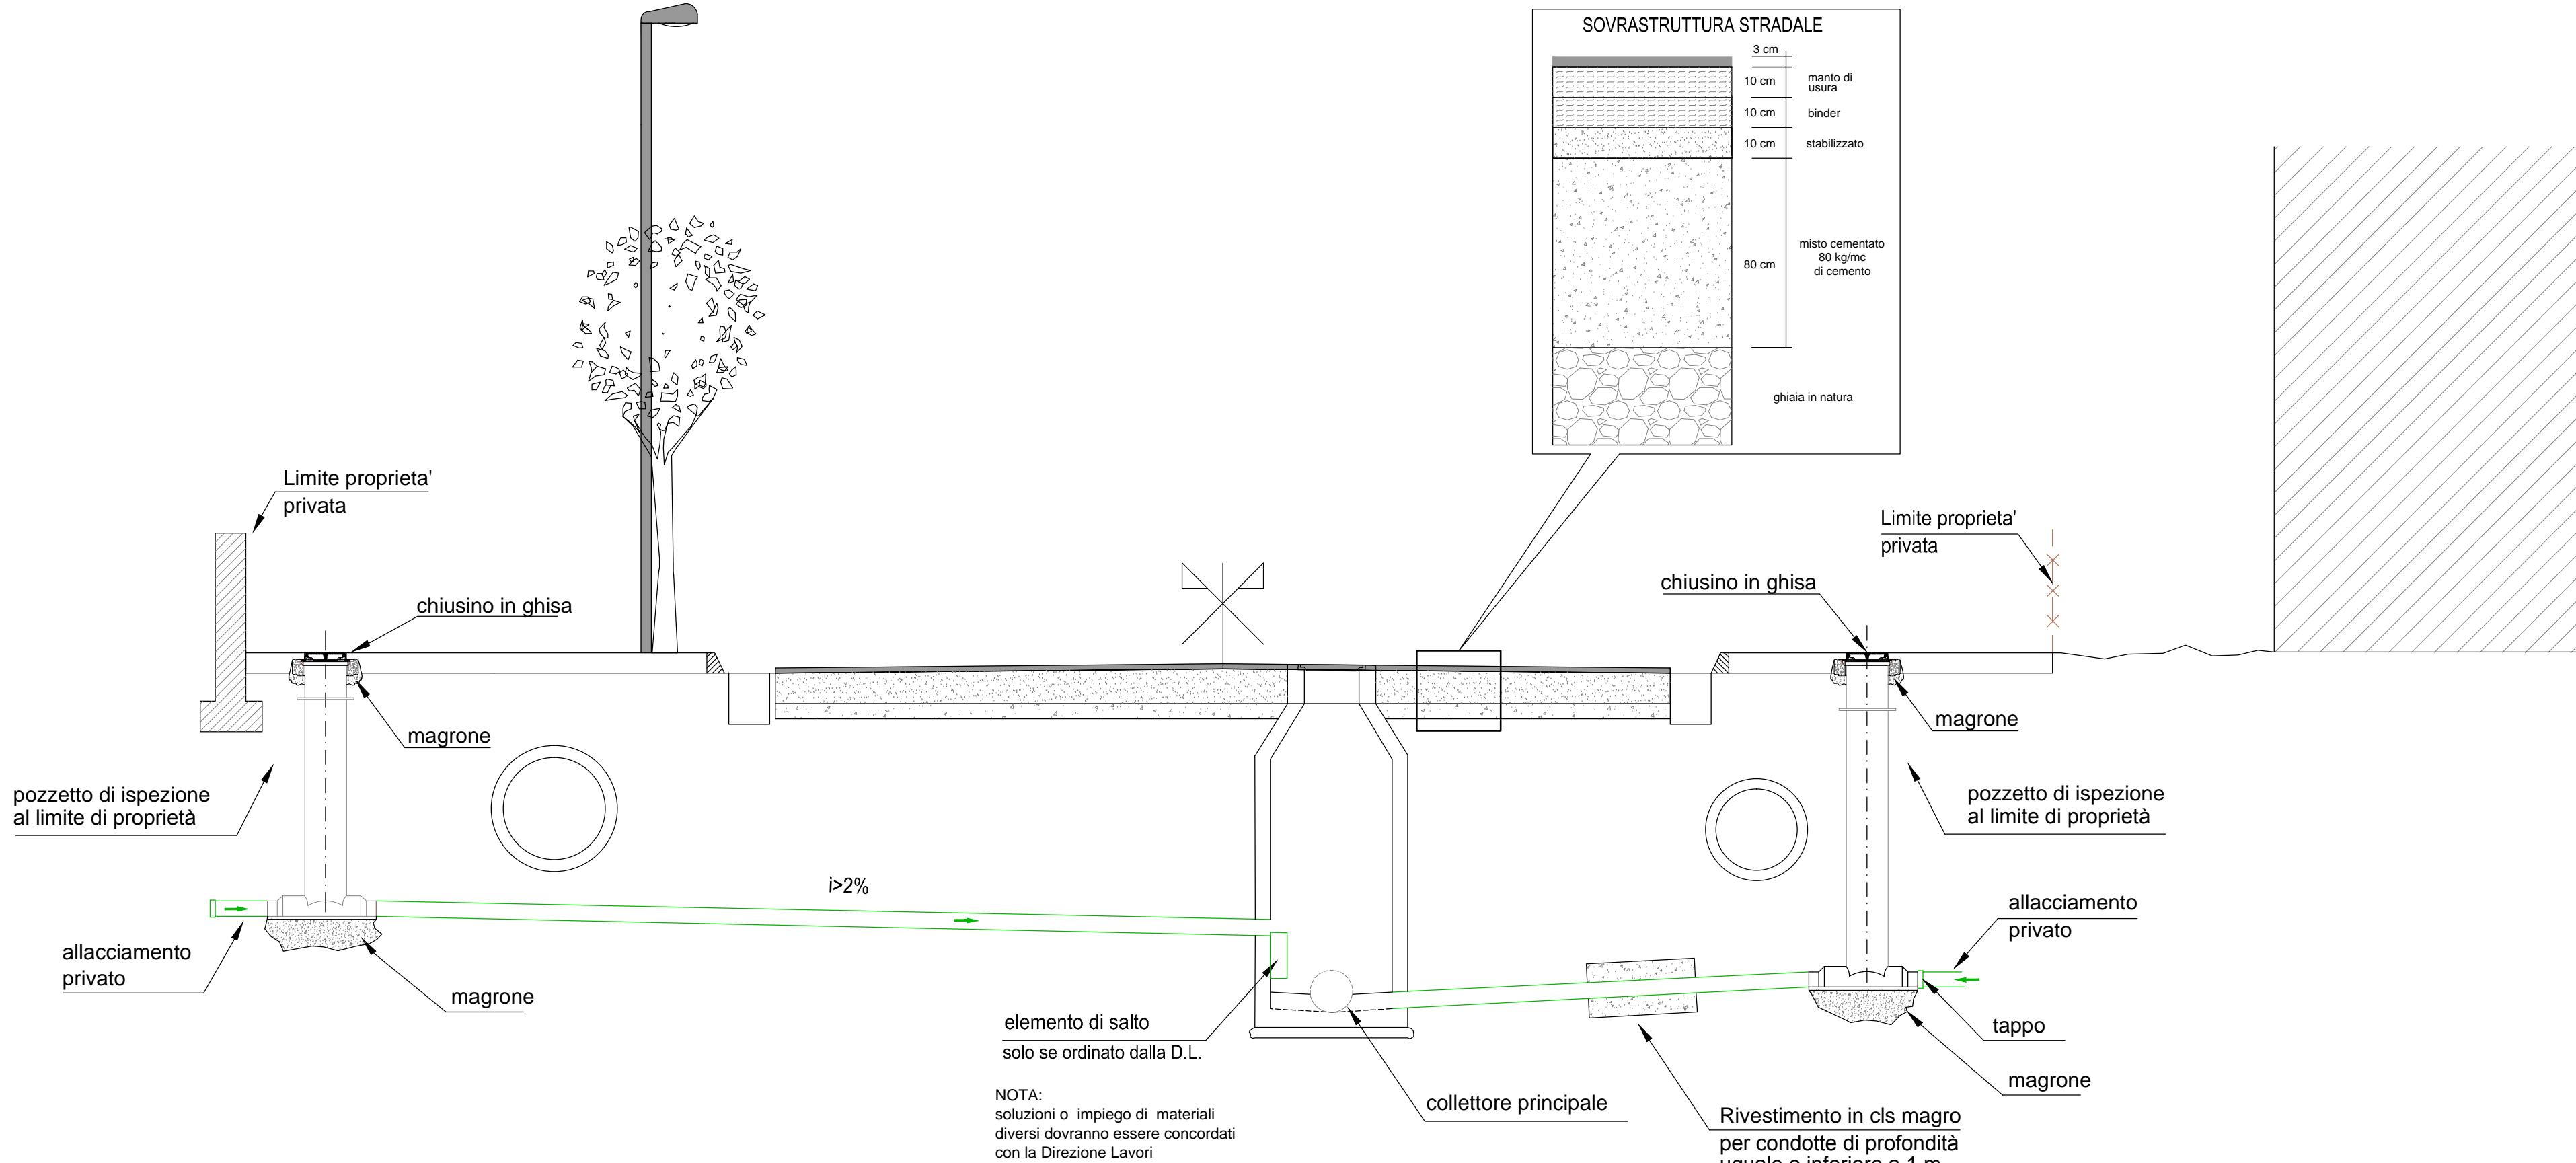 SOVRASTRUTTURA STRADALE
3 cm
10 cm
manto di
usura
10 cm
binder
10 cm
stabilizzato
80 cm
misto cementato
80 kg/mc
di cemento
ghiaia in natura
Limite proprieta'
privata
chiusino in ghisa
magrone
pozzetto di ispezione
al limite di proprietà
i>2%
allacciamento
privato
magrone
elemento di salto
solo se ordinato dalla D.L.
NOTA:
soluzioni o impiego di materiali
diversi dovranno essere concordati
con la Direzione Lavori
collettore principale
Limite proprieta'
privata
chiusino in ghisa
magrone
pozzetto di ispezione
al limite di proprietà
allacciamento
privato
tappo
magrone
Rivestimento in cls magro
per condotte di profondità
uguale o inferiore a 1 m